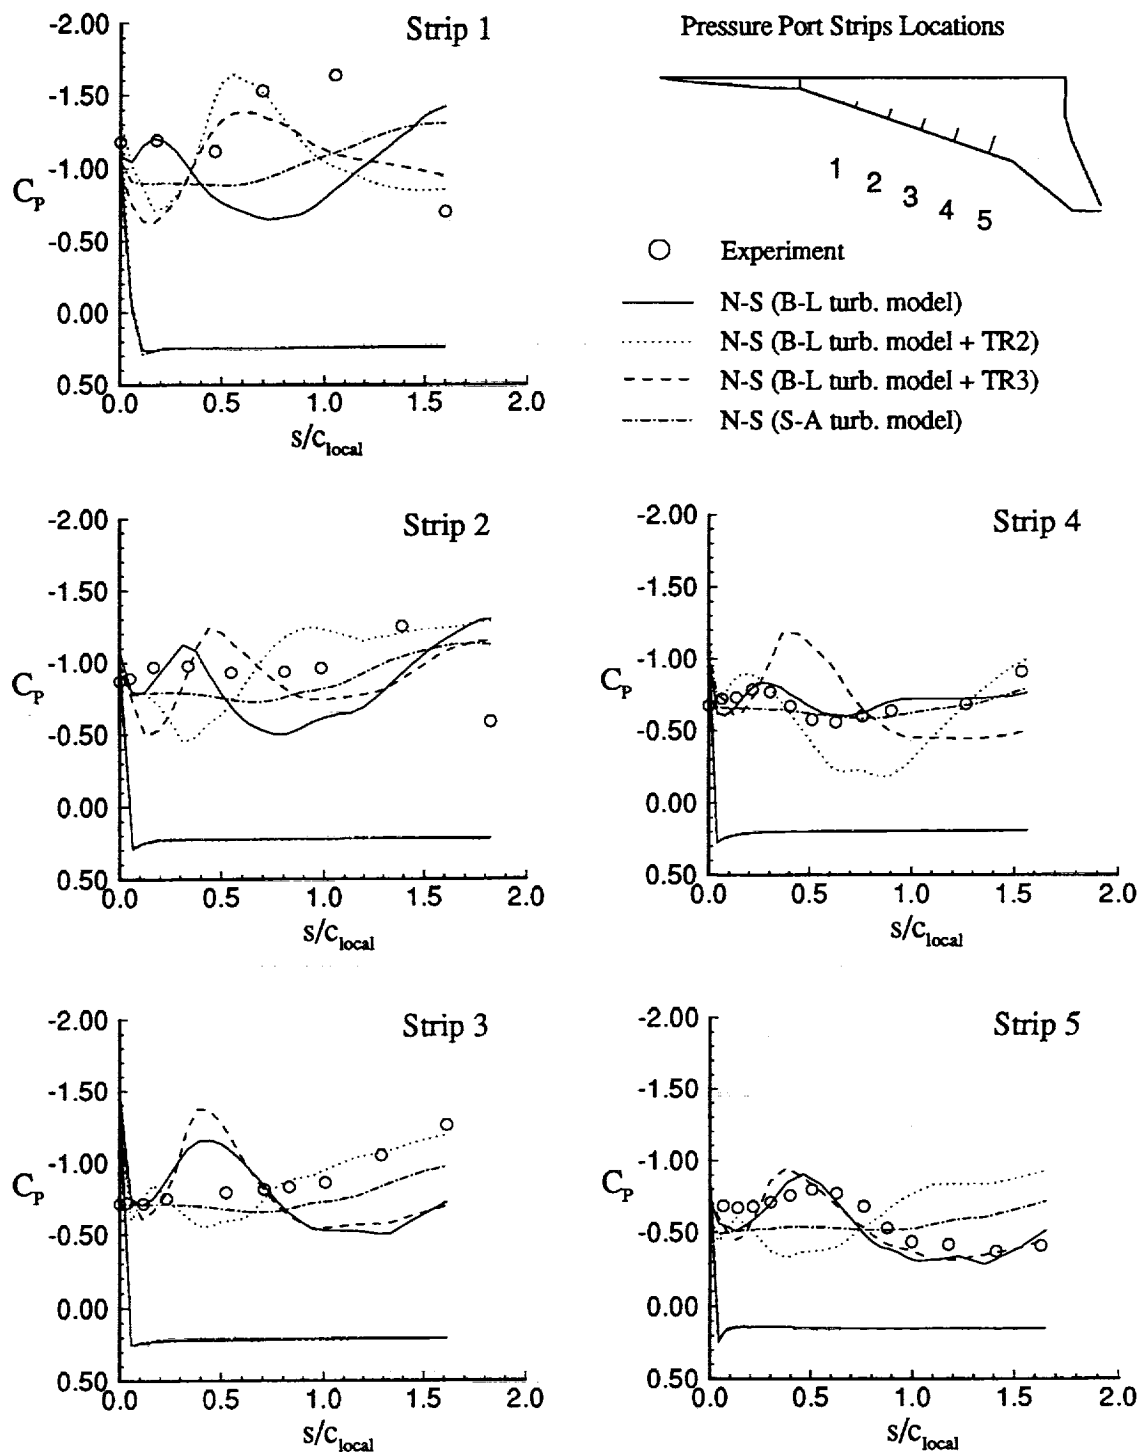 Strip 1
-2.00
-1.50
-1.00
-0.50
0.00
0.50
C_P
0.0 0.5 1.0 1.5 2.0
s/c_local
Pressure Port Strips Locations
1
2
3
4
5
Experiment
N-S (B-L turb. model)
N-S (B-L turb. model + TR2)
N-S (B-L turb. model + TR3)
N-S (S-A turb. model)
Strip 2
-2.00
-1.50
-1.00
-0.50
0.00
0.50
C_P
0.0 0.5 1.0 1.5 2.0
s/c_local
Strip 4
-2.00
-1.50
-1.00
-0.50
0.00
0.50
C_P
0.0 0.5 1.0 1.5 2.0
s/c_local
Strip 3
-2.00
-1.50
-1.00
-0.50
0.00
0.50
C_P
0.0 0.5 1.0 1.5 2.0
s/c_local
Strip 5
-2.00
-1.50
-1.00
-0.50
0.00
0.50
C_P
0.0 0.5 1.0 1.5 2.0
s/c_local